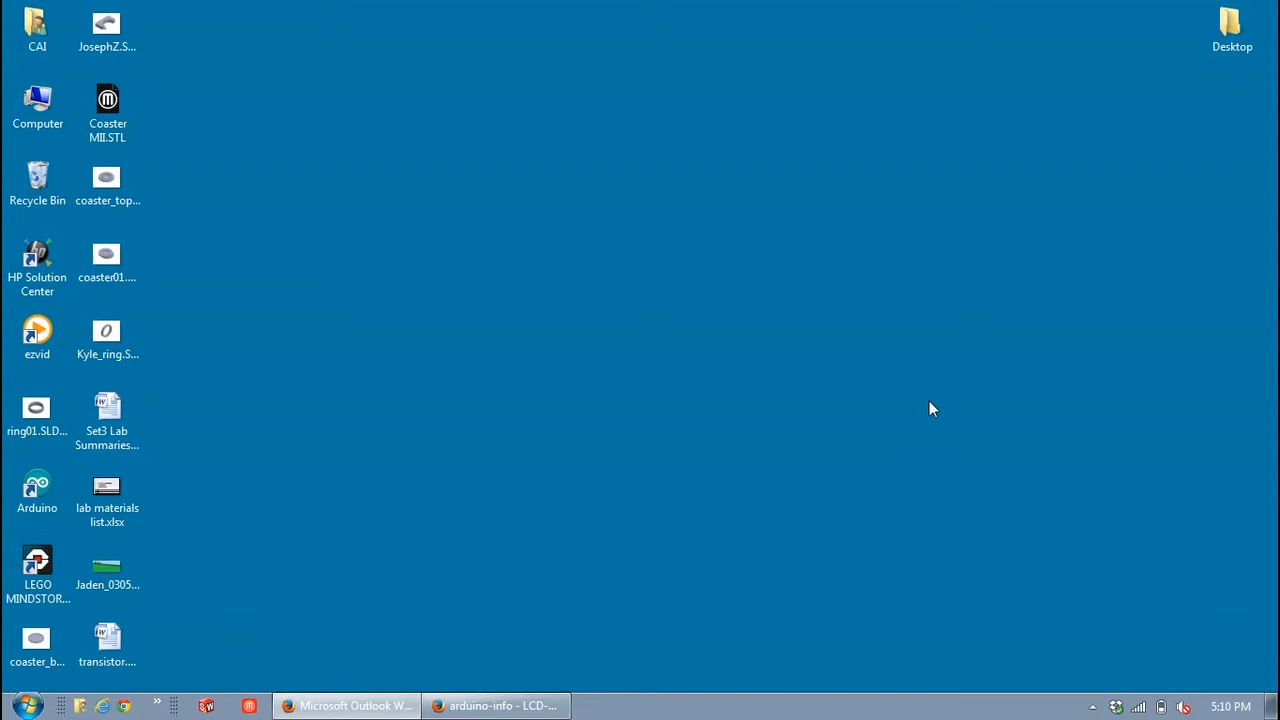 CAI
JosephZ.S...
Desktop
Computer
Coaster
MII.STL
Recycle Bin
coaster_top...
HP Solution
Center
coaster01....
ezvid
Kyle_ring.S...
ring01.SLD...
Set3 Lab
Summaries...
Arduino
lab materials
list.xlsx
LEGO
MINDSTOR...
Jaden_0305...
coaster_b...
transistor....
Microsoft Outlook W...
arduino-info - LCD-...
5:10 PM